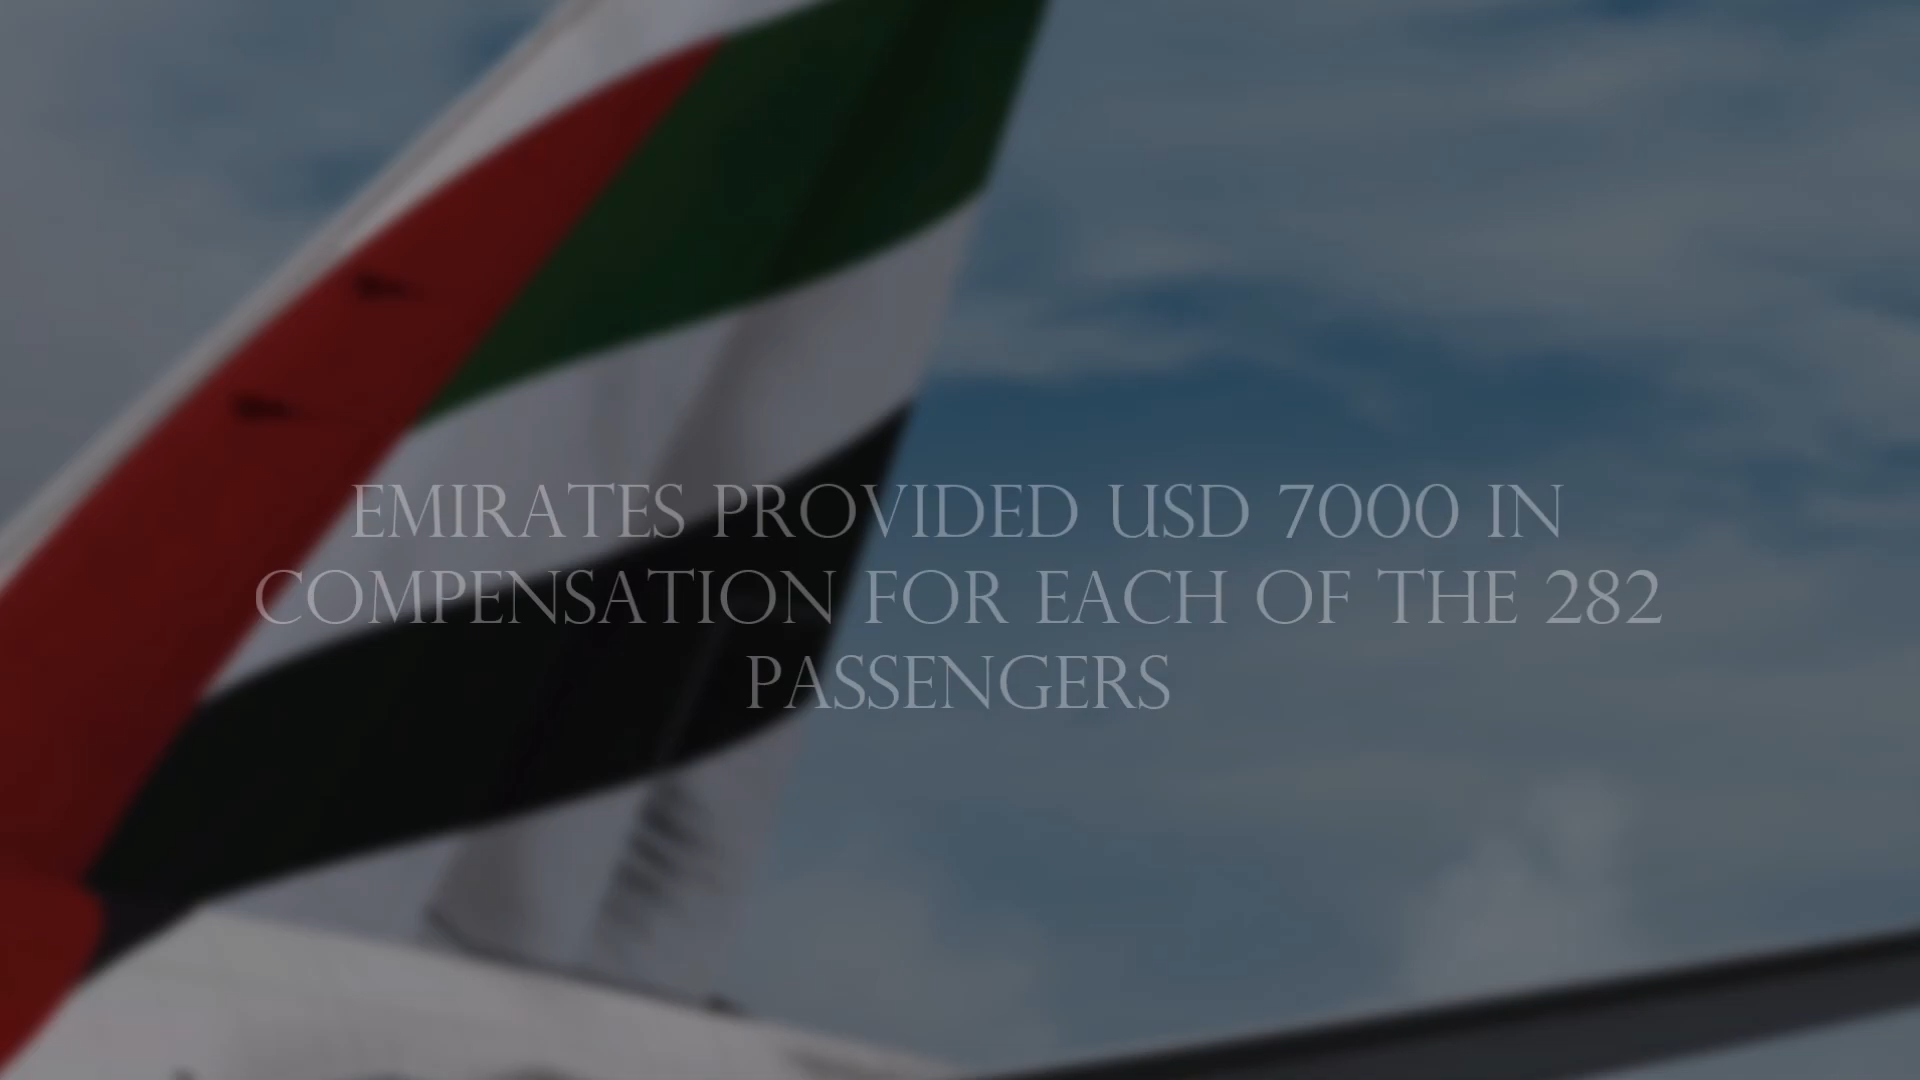 EMIRATES PROVIDED USD 7000 IN
COMPENSATION FOR EACH OF THE 282
PASSENGERS